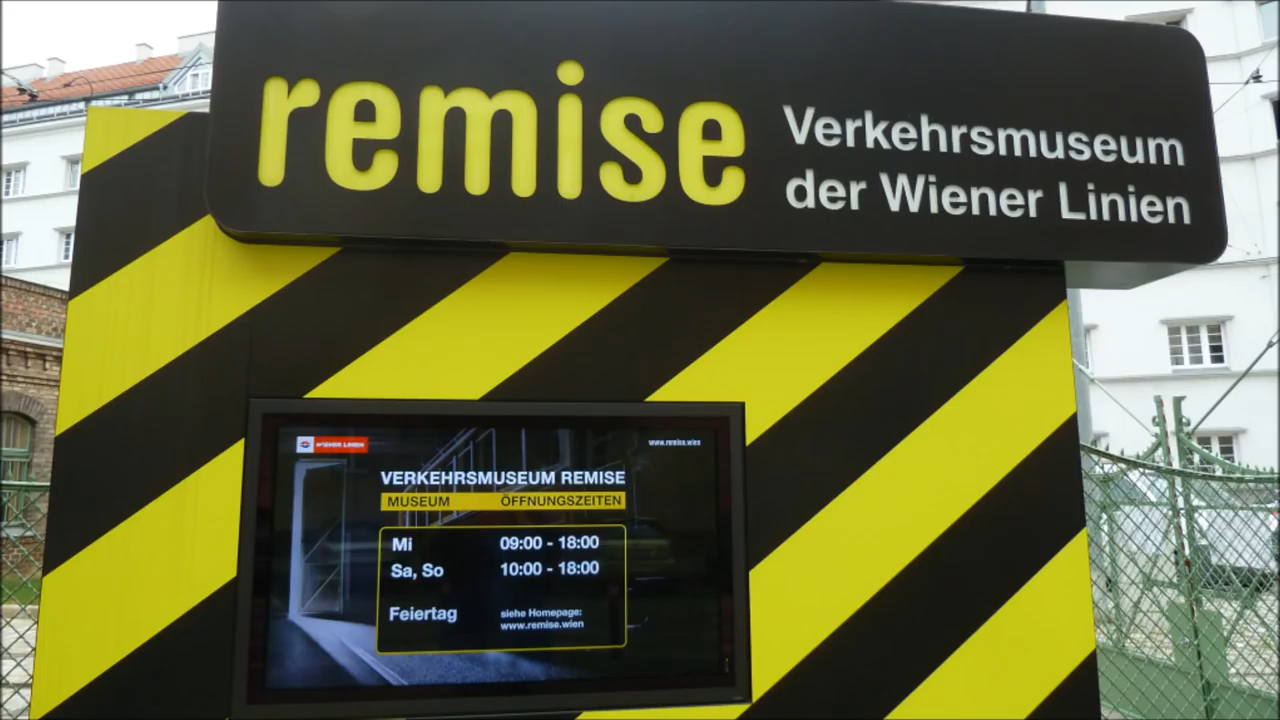 remise
Verkehrsmuseum
der Wiener Linien
WIENER LINIEN
www.remise.wien
VERKEHRSMUSEUM REMISE
MUSEUM ÖFFNUNGSZEITEN
Mi 09:00 - 18:00
Sa, So 10:00 - 18:00
Feiertag siehe Homepage:
www.remise.wien